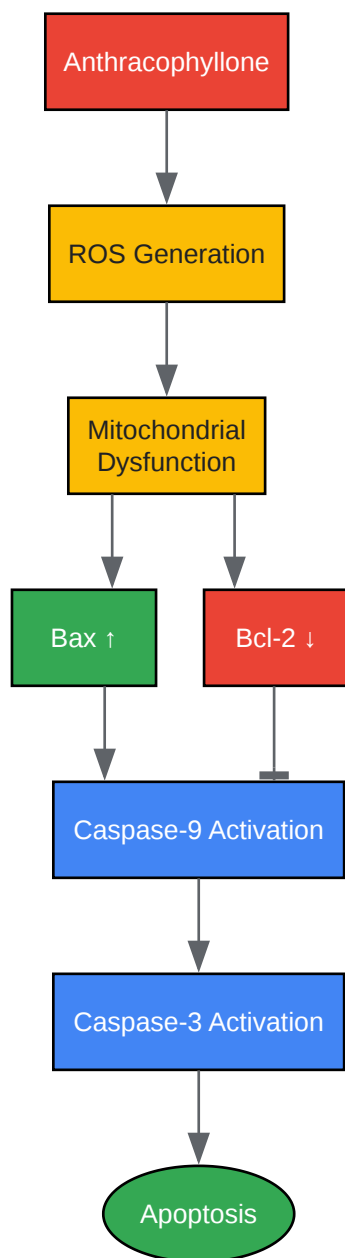 Anthracophyllone
ROS Generation
Mitochondrial
Dysfunction
Bax ↑
Bcl-2 ↓
Caspase-9 Activation
Caspase-3 Activation
Apoptosis